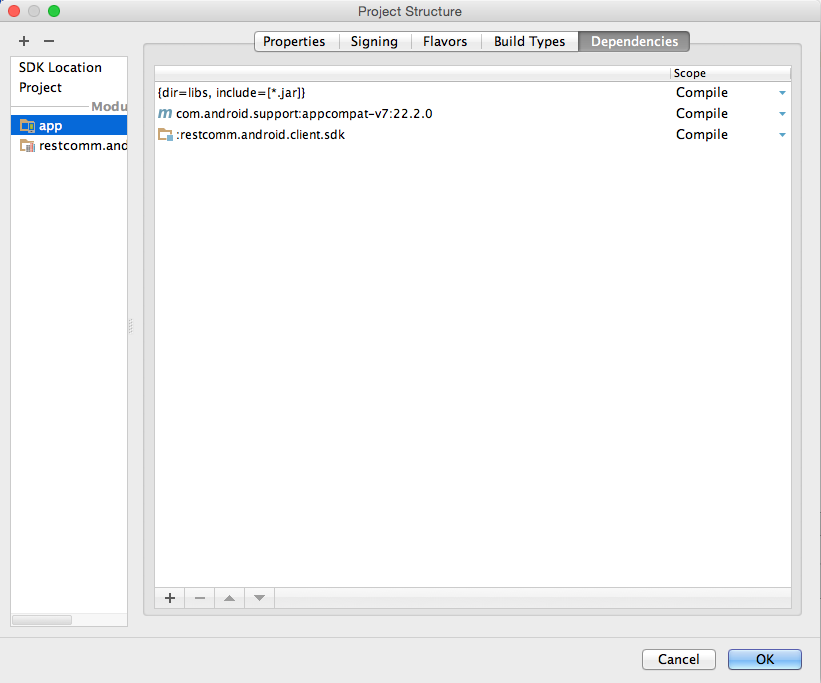 Project Structure
Properties Signing Flavors Build Types Dependencies
SDK Location
Project
Modu
app
restcomm.and
Scope
{dir=libs, include=[*.jar]} Compile
m com.android.support:appcompat-v7:22.2.0 Compile
:restcomm.android.client.sdk Compile
Cancel OK